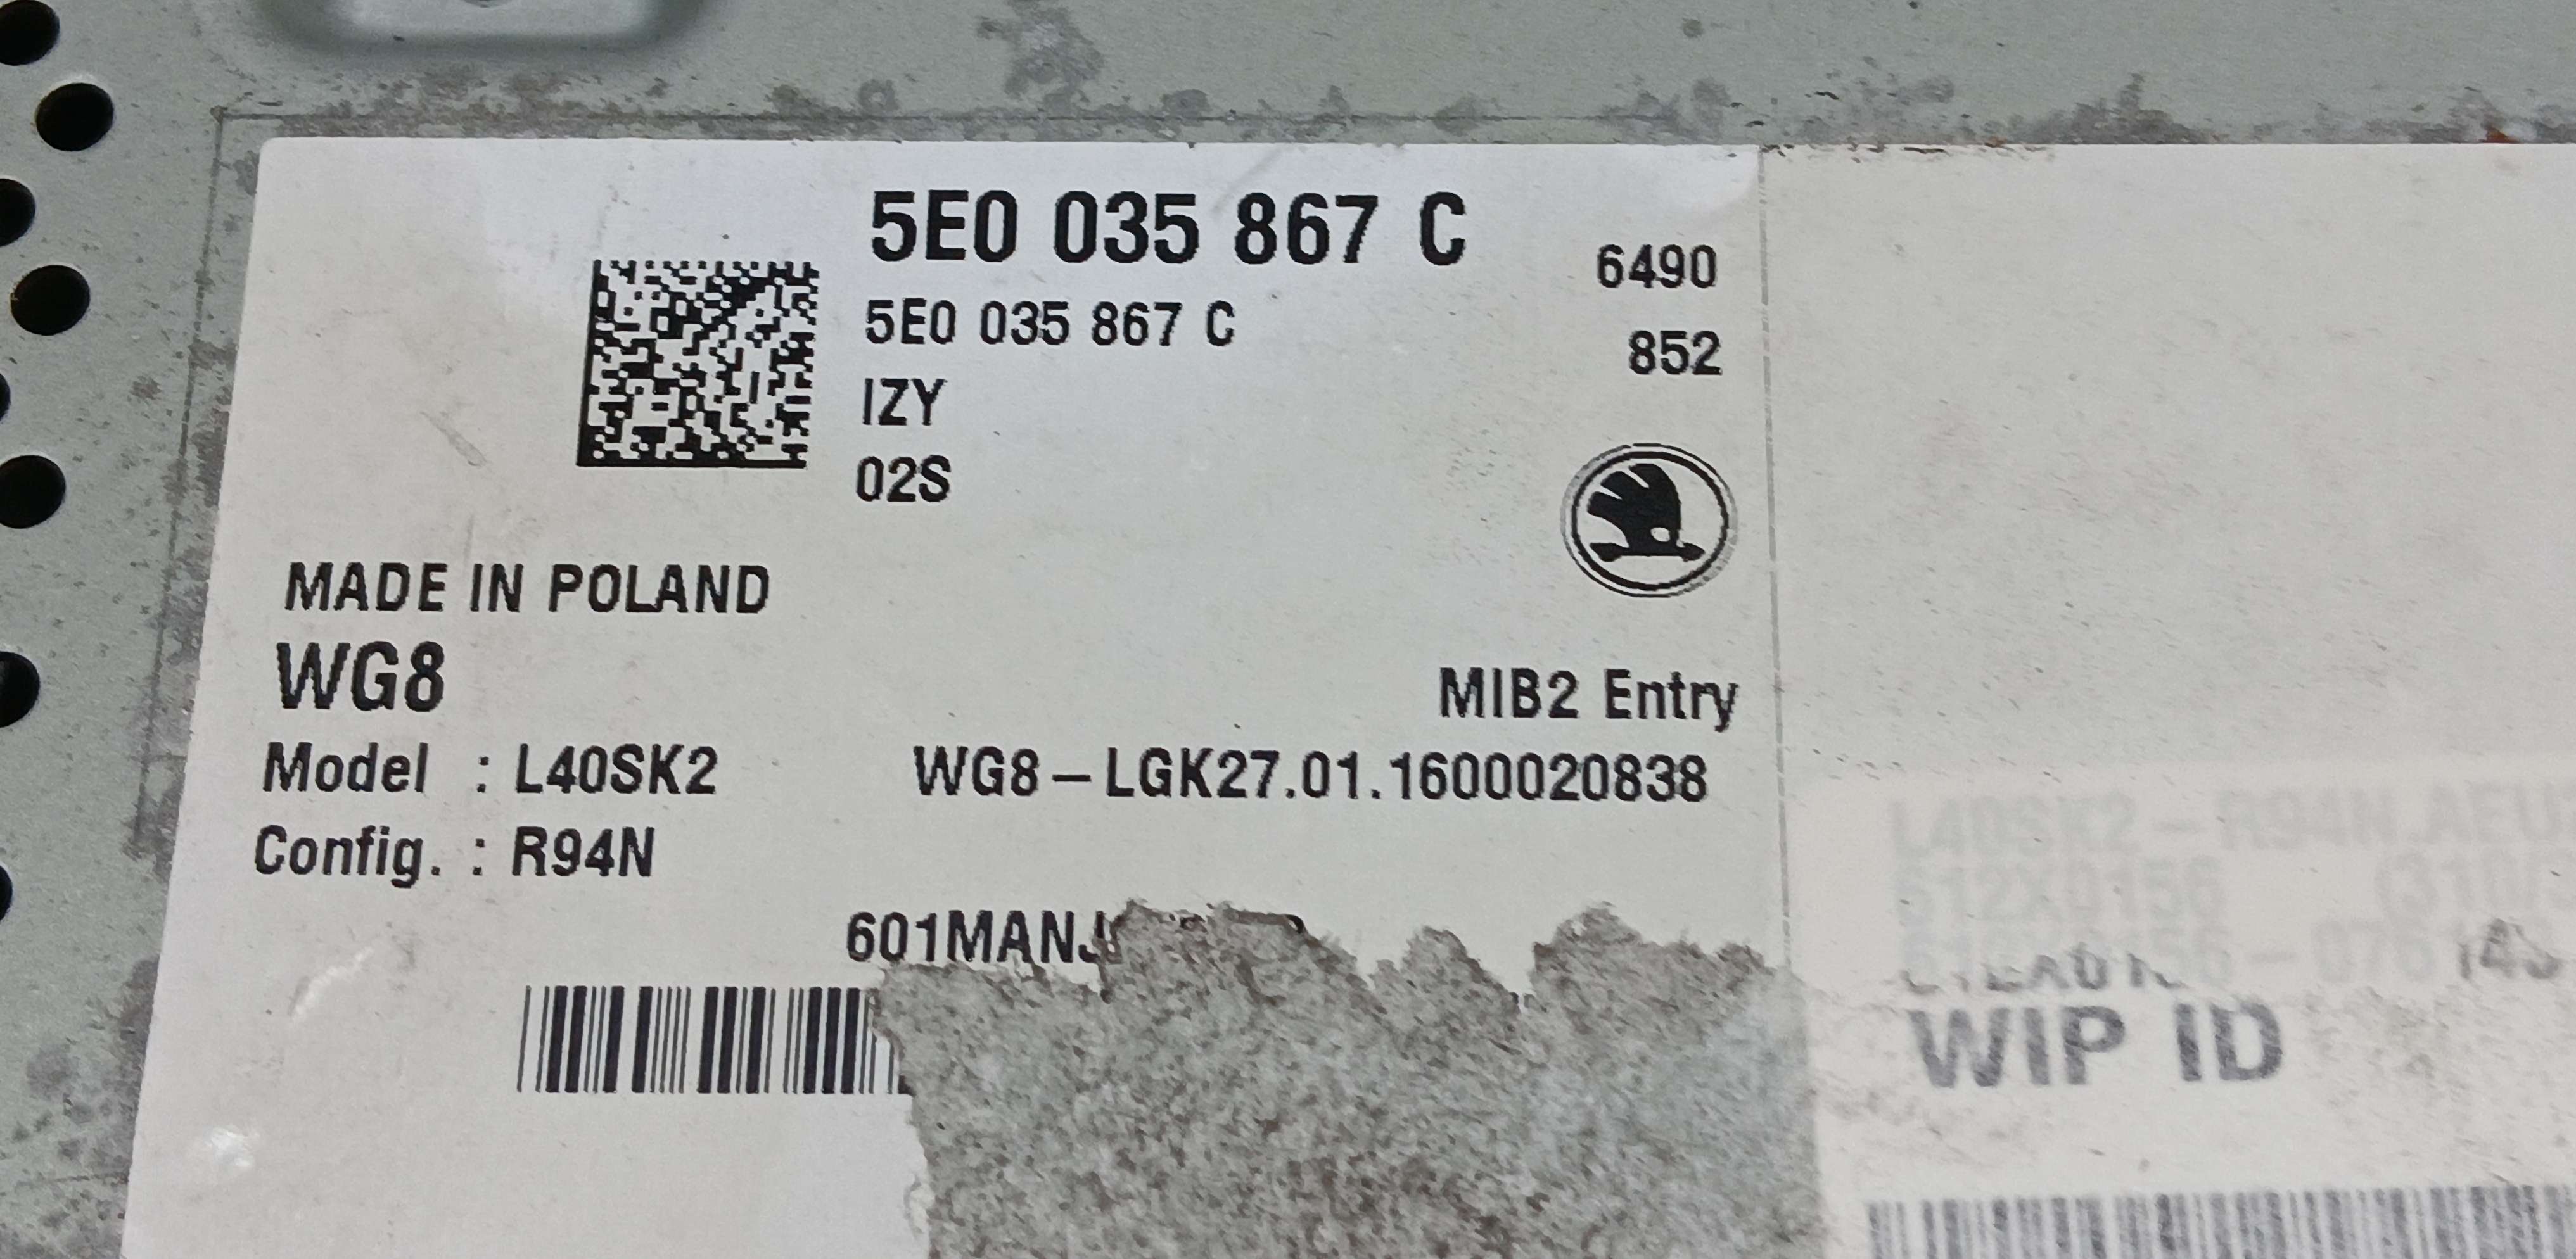 5E0 035 867 C
6490
5E0 035 867 C
852
IZY
02S
MADE IN POLAND
WG8
MIB2 Entry
Model : L40SK2
WG8-LGK27.01.1600020838
Config. : R94N
601MAN
WIP ID